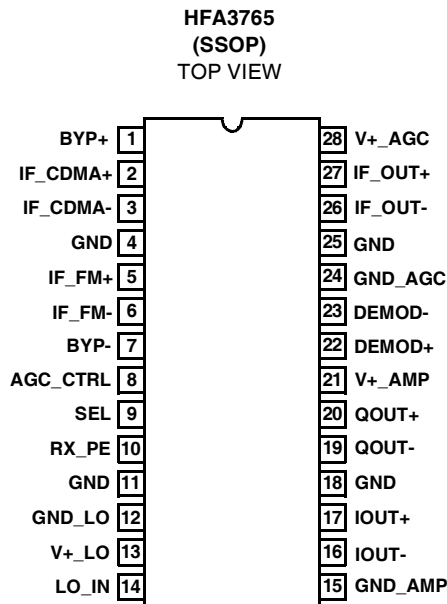 HFA3765
(SSOP)
TOP VIEW
BYP+ 1 28 V+_AGC
IF_CDMA+ 2 27 IF_OUT+
IF_CDMA- 3 26 IF_OUT-
GND 4 25 GND
IF_FM+ 5 24 GND_AGC
IF_FM- 6 23 DEMOD-
BYP- 7 22 DEMOD+
AGC_CTRL 8 21 V+_AMP
SEL 9 20 QOUT+
RX_PE 10 19 QOUT-
GND 11 18 GND
GND_LO 12 17 IOUT+
V+_LO 13 16 IOUT-
LO_IN 14 15 GND_AMP